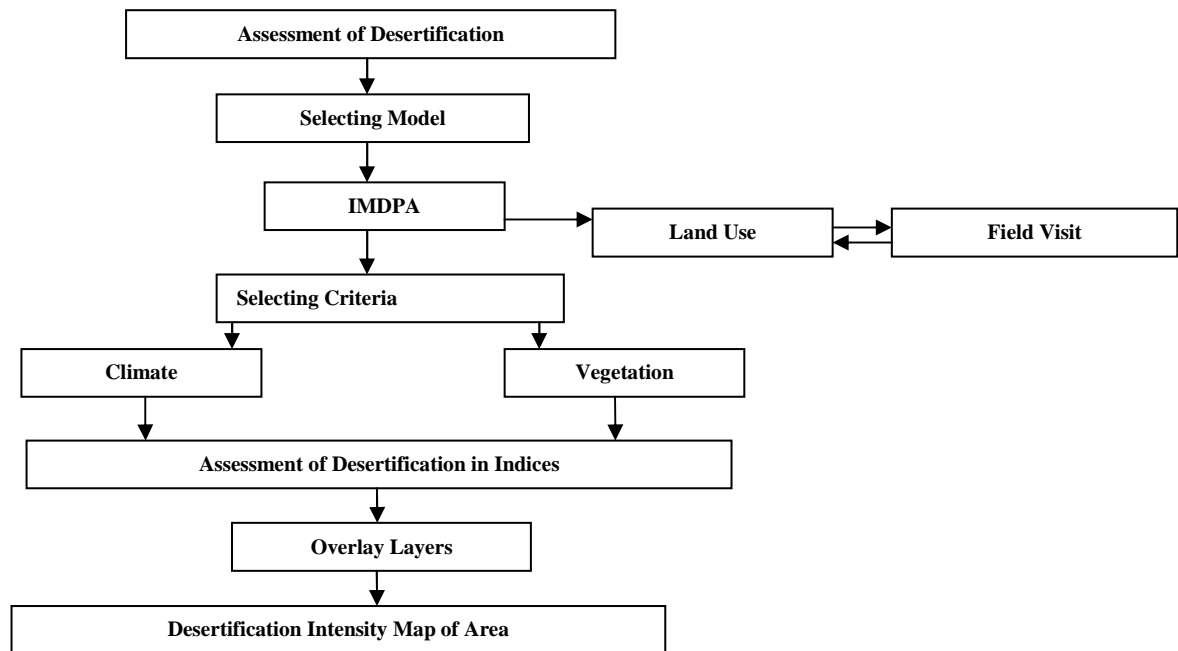 Assessment of Desertification
Selecting Model
IMDPA
Land Use
Field Visit
Selecting Criteria
Climate
Vegetation
Assessment of Desertification in Indices
Overlay Layers
Desertification Intensity Map of Area